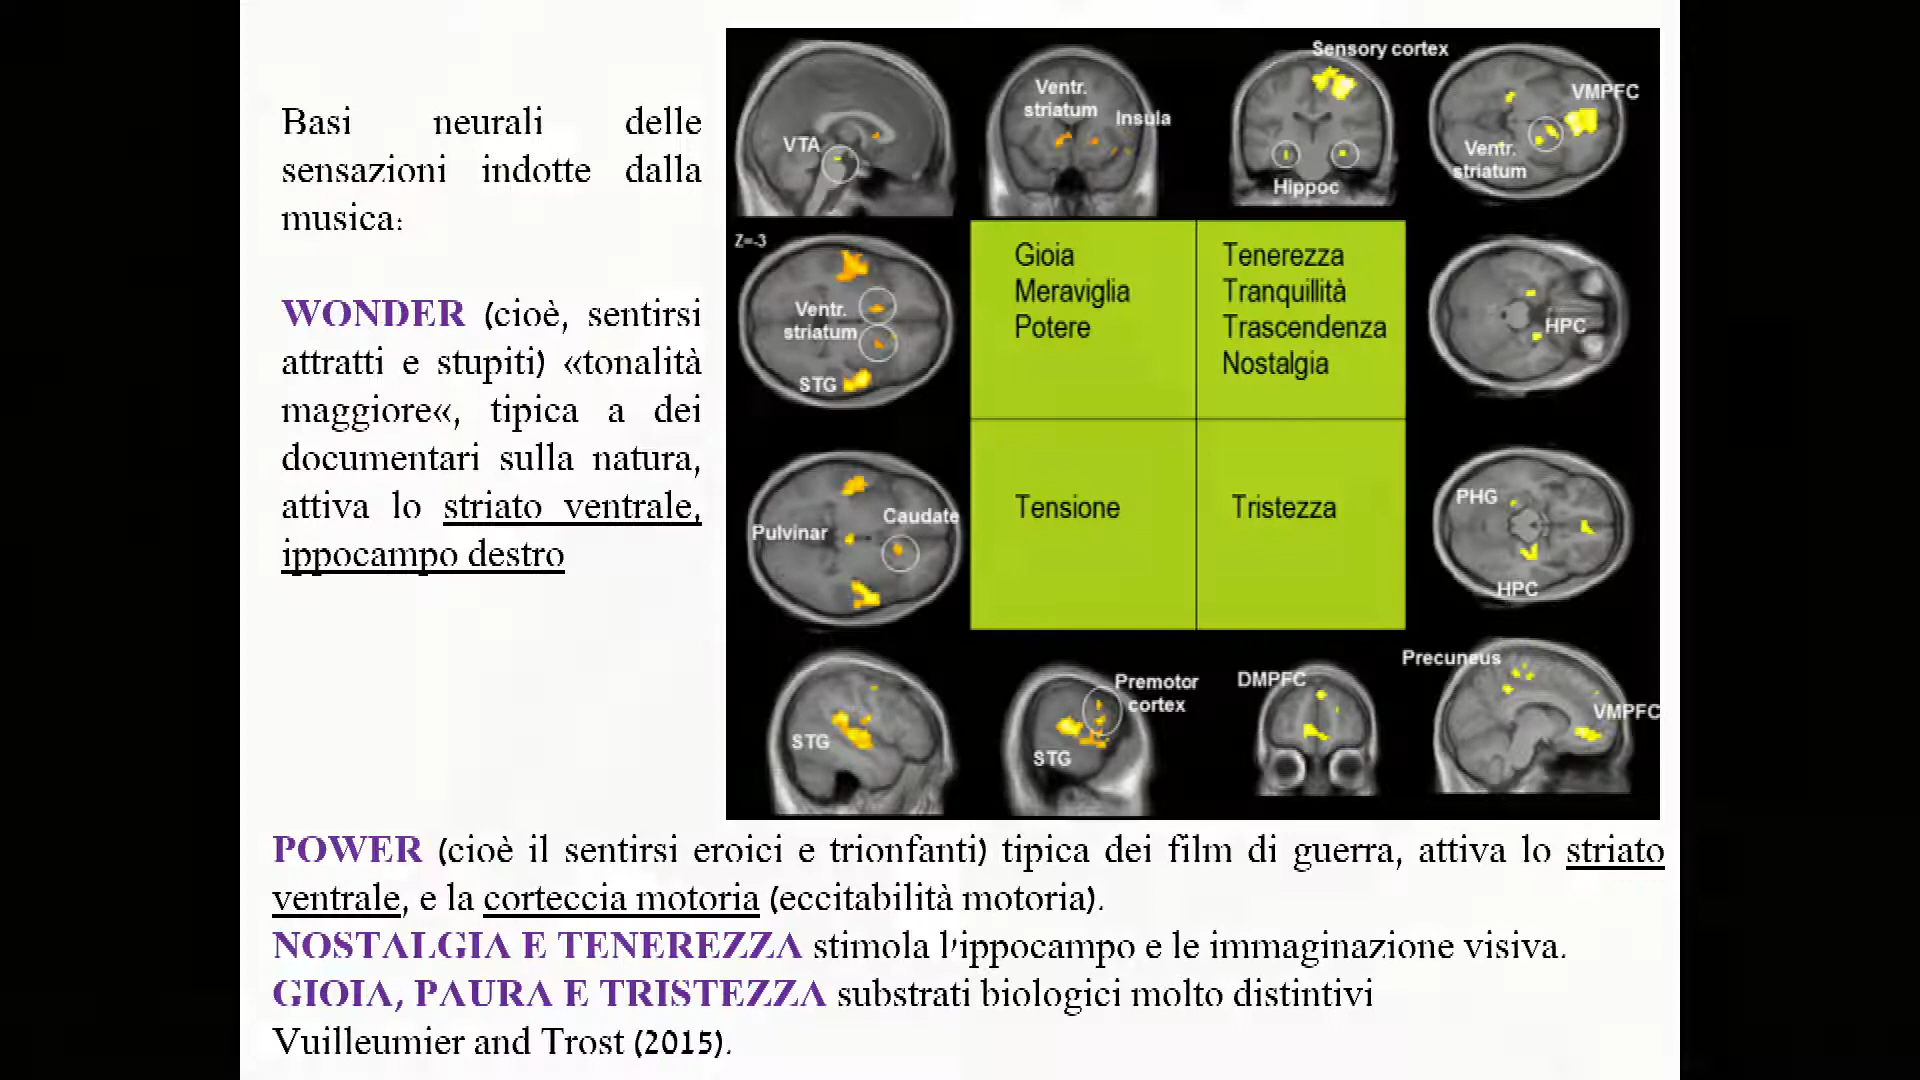 Basi neurali delle
sensazioni indotte dalla
musica:
WONDER (cioè, sentirsi
attratti e stupiti) «tonalità
maggiore«, tipica a dei
documentari sulla natura,
attiva lo striato ventrale,
ippocampo destro
VTA
Ventr.
striatum
Insula
Sensory cortex
Hippoc
VMPFC
Ventr.
striatum
Z=-3
Ventr.
striatum
STG
Gioia
Meraviglia
Potere
Tenerezza
Tranquillità
Trascendenza
Nostalgia
HPC
Pulvinar
Caudate
Tensione
Tristezza
PHG
HPC
STG
Premotor
cortex
STG
DMPFC
Precuneus
VMPFC
POWER (cioè il sentirsi eroici e trionfanti) tipica dei film di guerra, attiva lo striato
ventrale, e la corteccia motoria (eccitabilità motoria).
NOSTALGIA E TENEREZZA stimola l'ippocampo e le immaginazione visiva.
GIOIA, PAURA E TRISTEZZA substrati biologici molto distintivi
Vuilleumier and Trost (2015).